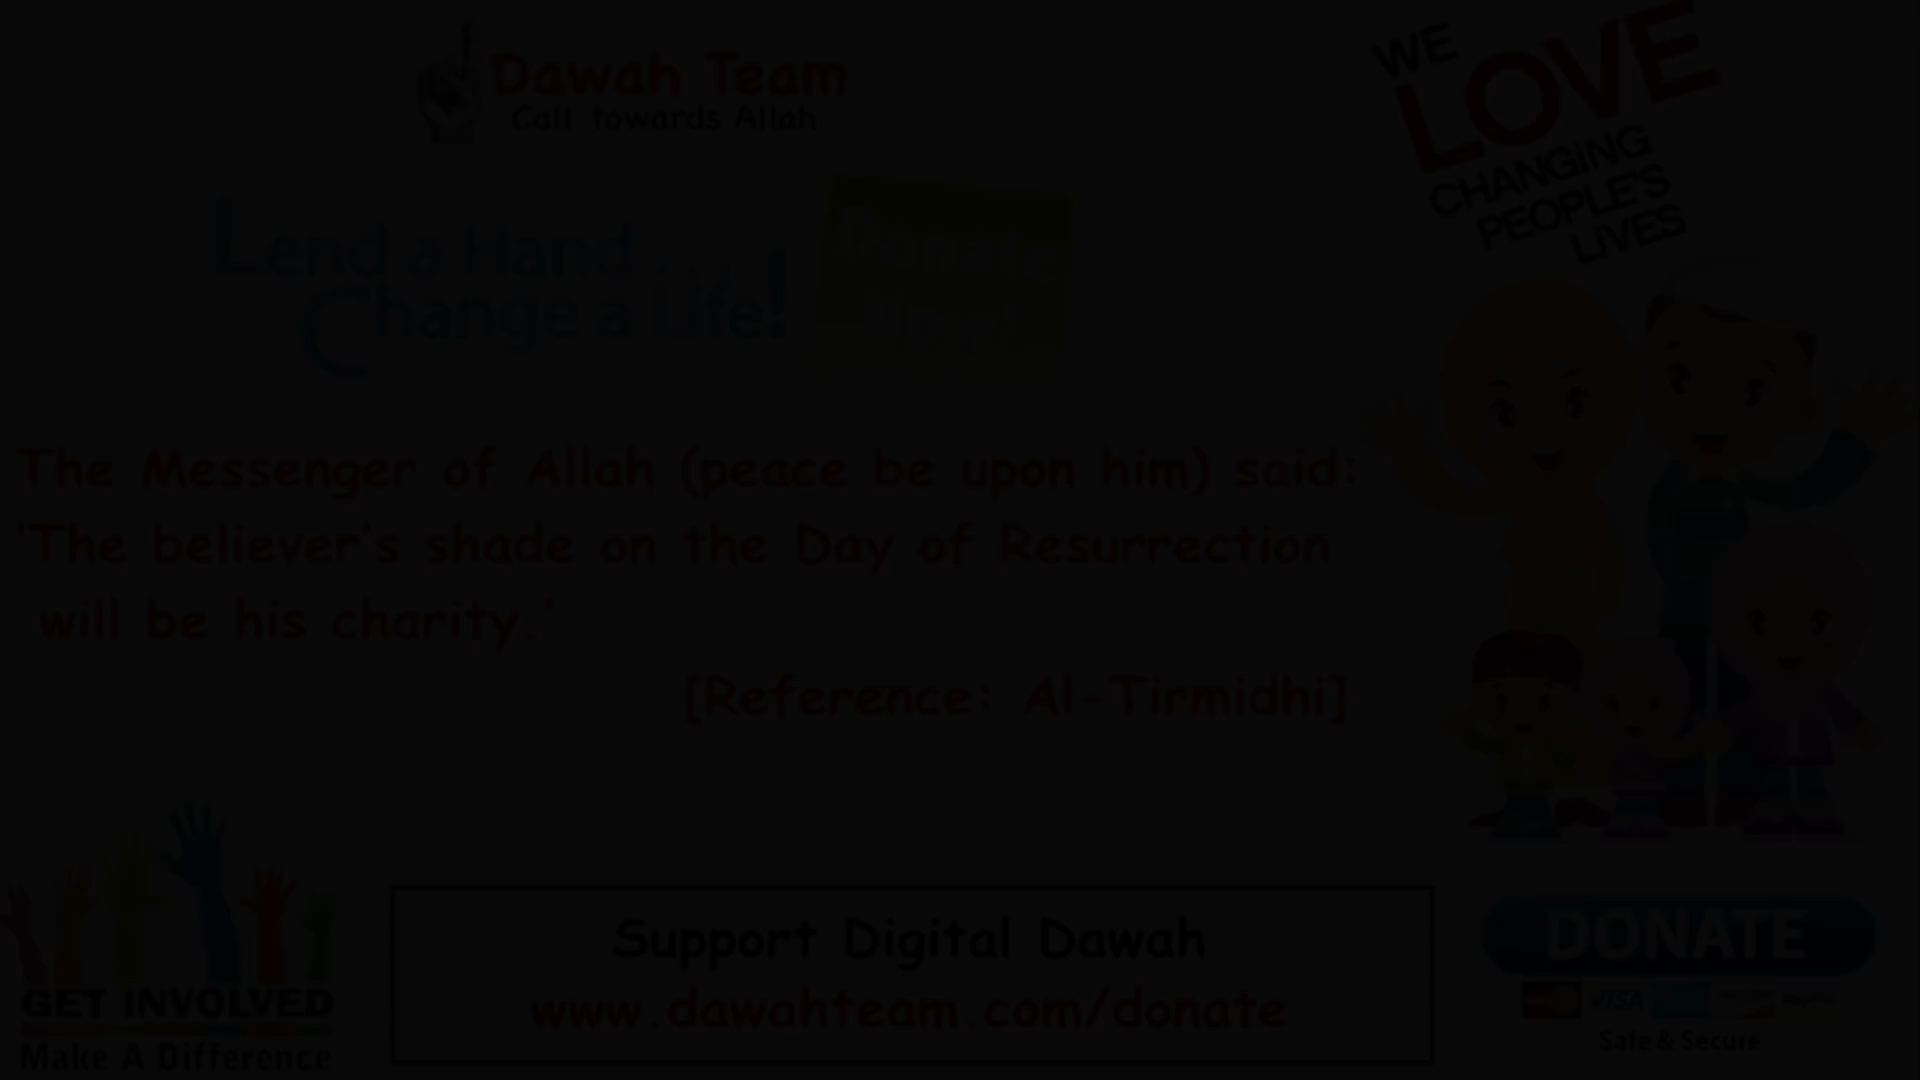 Dawah Team
Call towards Allah
WE
LOVE
CHANGING
PEOPLE'S
LIVES
Lend a Hand . . .
Change a Life!
Donate
The Messenger of Allah (peace be upon him) said:
'The believer's shade on the Day of Resurrection
will be his charity.'
[Reference: Al-Tirmidhi]
GET INVOLVED
Make A Difference
Support Digital Dawah
www.dawahteam.com/donate
DONATE
VISA
Safe & Secure